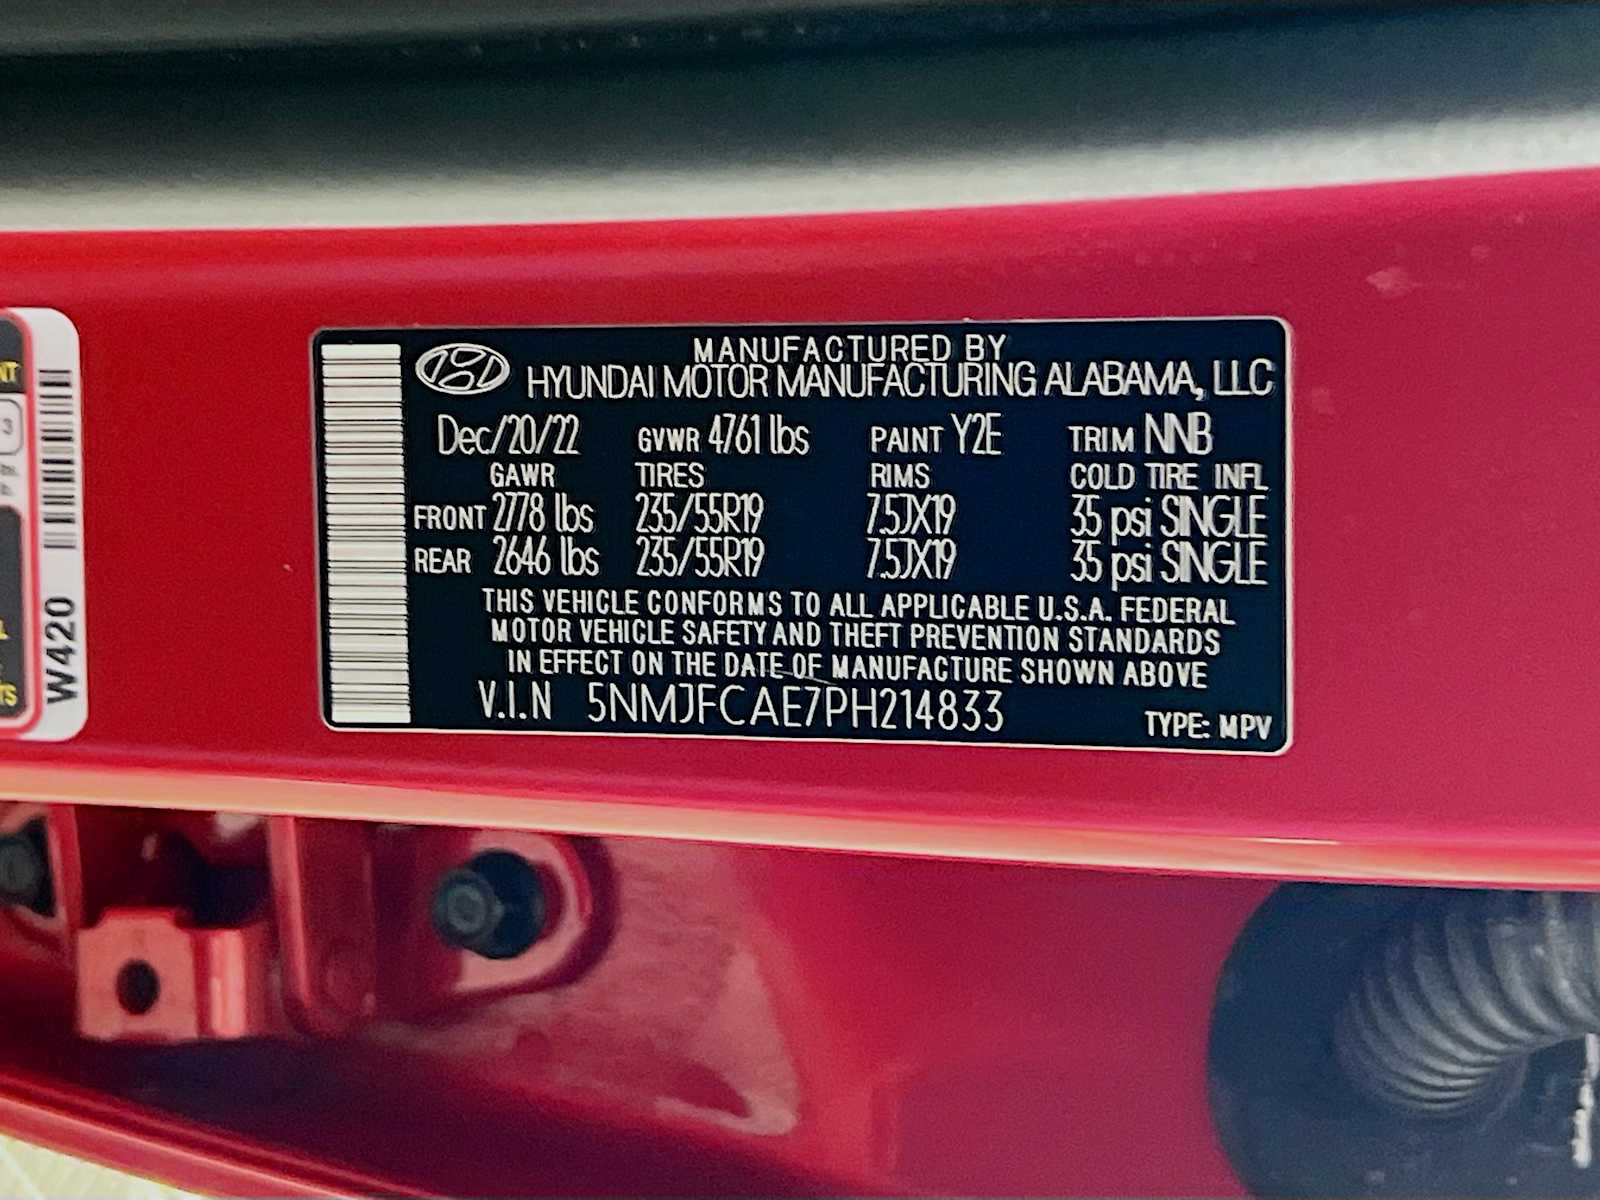 MANUFACTURED BY
HYUNDAI MOTOR MANUFACTURING ALABAMA, LLC
Dec/20/22 GVWR 4761 lbs PAINT Y2E TRIM NNB
GAWR TIRES RIMS COLD TIRE INFL
FRONT 2778 lbs 235/55R19 7.5JX19 35 psi SINGLE
REAR 2646 lbs 235/55R19 7.5JX19 35 psi SINGLE
THIS VEHICLE CONFORMS TO ALL APPLICABLE U.S.A. FEDERAL
MOTOR VEHICLE SAFETY AND THEFT PREVENTION STANDARDS
IN EFFECT ON THE DATE OF MANUFACTURE SHOWN ABOVE
V.I.N 5NMJFCAE7PH214833
TYPE: MPV
W420
3